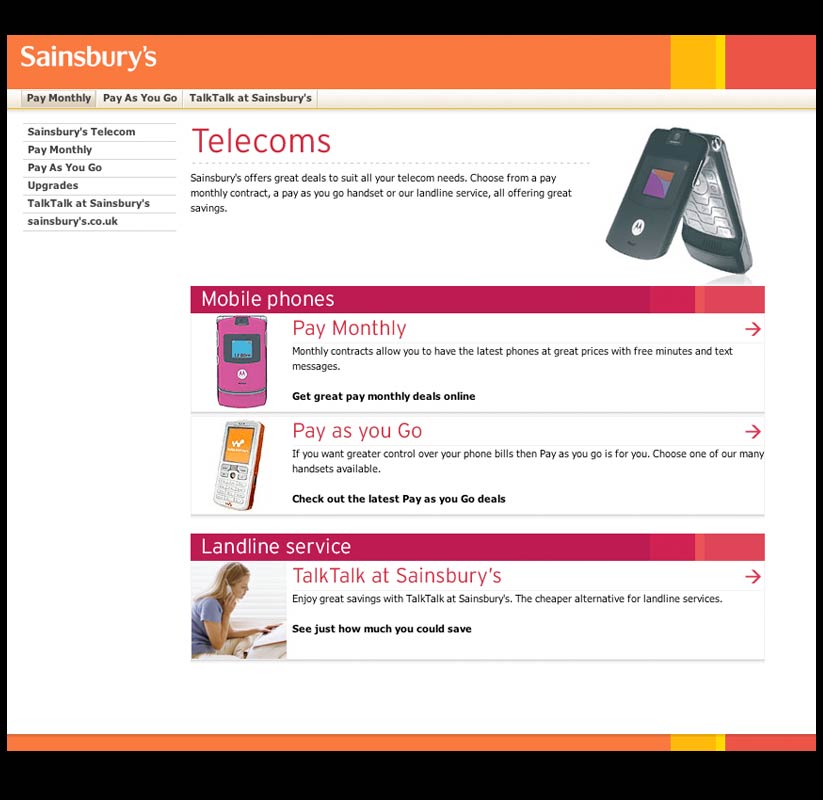 Sainsbury's
Pay Monthly
Pay As You Go
TalkTalk at Sainsbury's
Sainsbury's Telecom
Pay Monthly
Pay As You Go
Upgrades
TalkTalk at Sainsbury's
sainsbury's.co.uk
Telecoms
Sainsbury's offers great deals to suit all your telecom needs. Choose from a pay
monthly contract, a pay as you go handset or our landline service, all offering great
savings.
Mobile phones
Pay Monthly
Monthly contracts allow you to have the latest phones at great prices with free minutes and text
messages.
Get great pay monthly deals online
Pay as you Go
If you want greater control over your phone bills then Pay as you go is for you. Choose one of our many
handsets available.
Check out the latest Pay as you Go deals
Landline service
TalkTalk at Sainsbury's
Enjoy great savings with TalkTalk at Sainsbury's. The cheaper alternative for landline services.
See just how much you could save